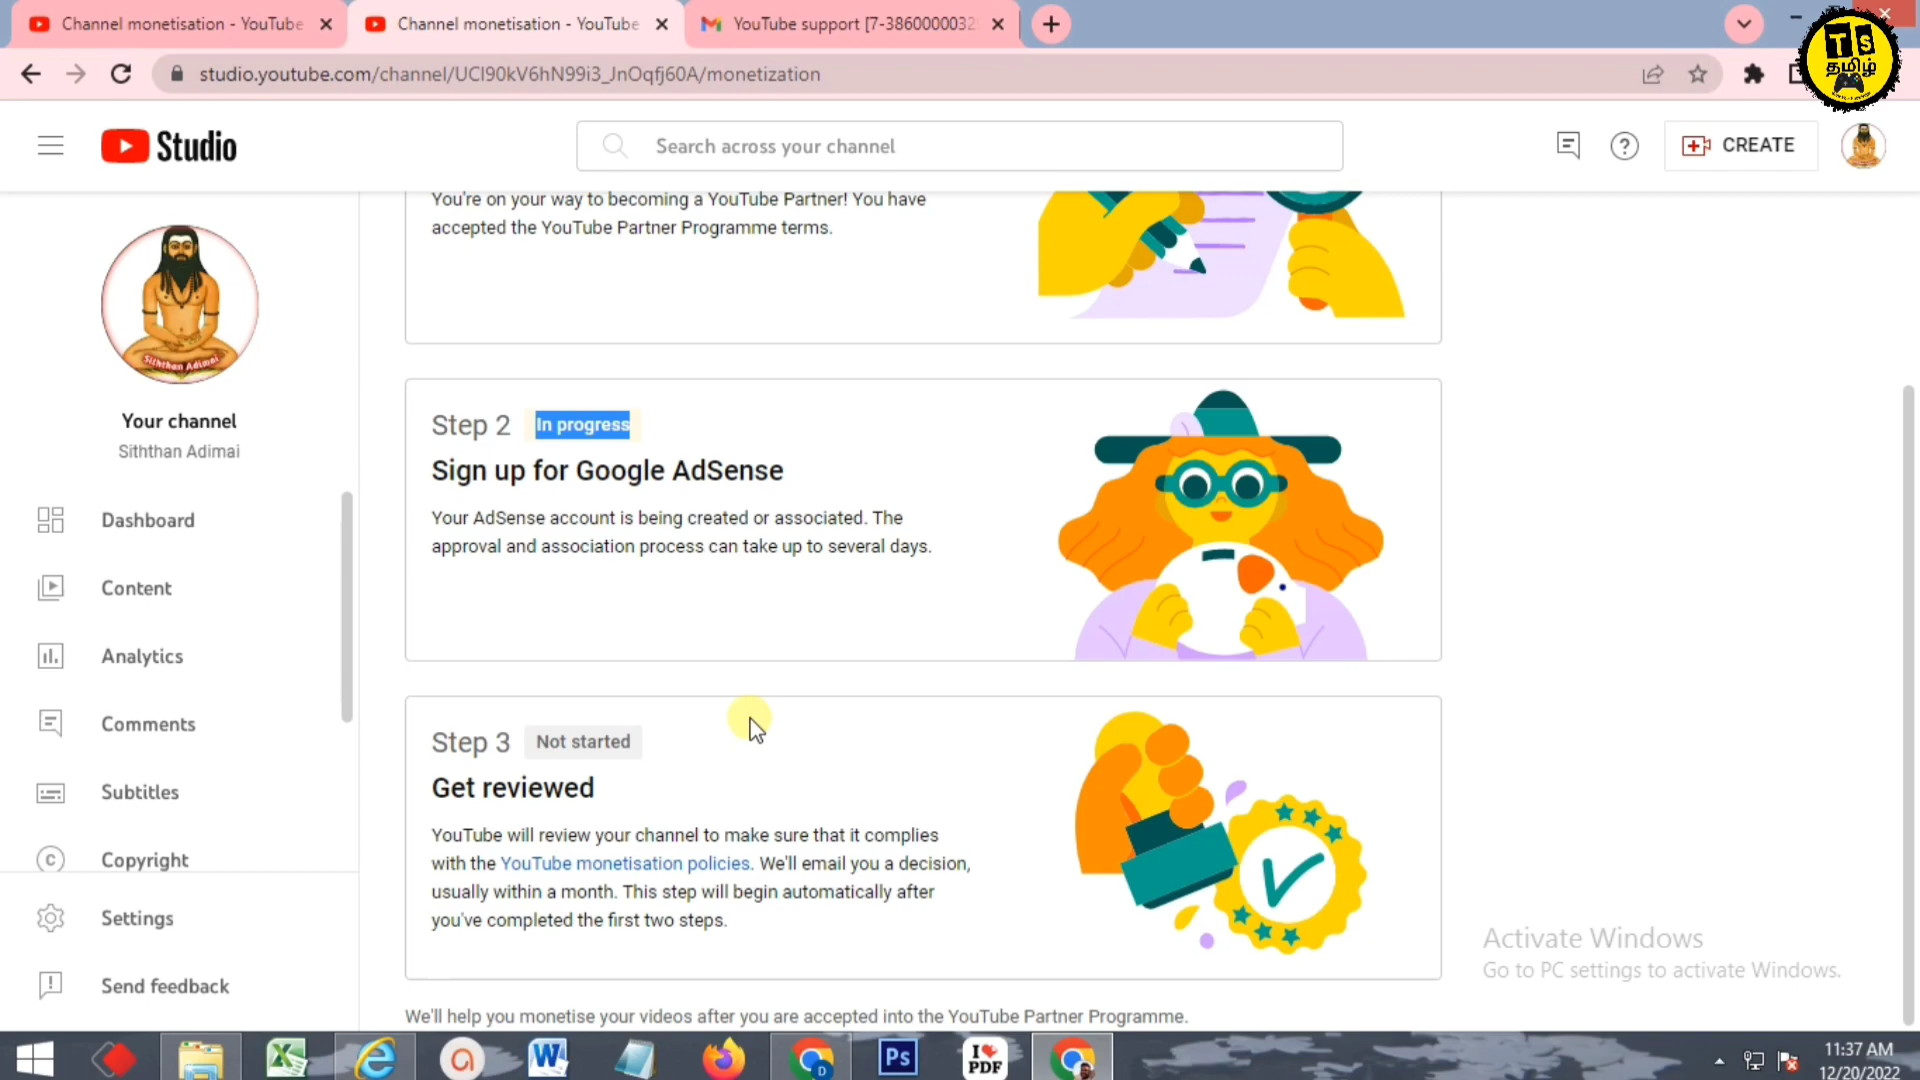 Channel monetisation - YouTube
Channel monetisation - YouTube
YouTube support [7-3860000032
studio.youtube.com/channel/UCI90kV6hN99i3_JnOqfj60A/monetization
TS
தமிழ்
Studio
Search across your channel
CREATE
You're on your way to becoming a YouTube Partner! You have
accepted the YouTube Partner Programme terms.
Siththan Adimai
Your channel
Siththan Adimai
Dashboard
Content
Analytics
Comments
Subtitles
Copyright
Settings
Send feedback
Step 2 In progress
Sign up for Google AdSense
Your AdSense account is being created or associated. The
approval and association process can take up to several days.
Step 3 Not started
Get reviewed
YouTube will review your channel to make sure that it complies
with the YouTube monetisation policies. We'll email you a decision,
usually within a month. This step will begin automatically after
you've completed the first two steps.
We'll help you monetise your videos after you are accepted into the YouTube Partner Programme.
Activate Windows
Go to PC settings to activate Windows.
D
Ps
I
PDF
11:37 AM
12/20/2022